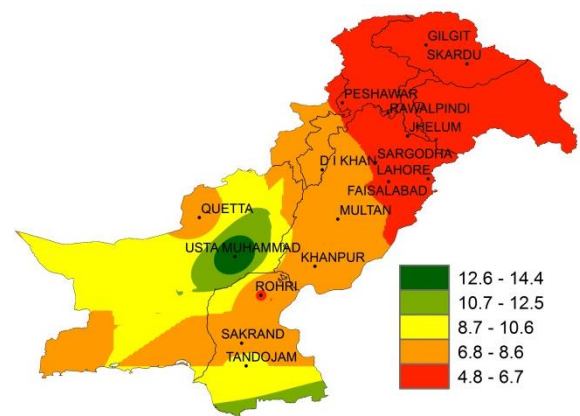 GILGIT
SKARDU
PESHAWAR
RAWALPINDI
JHELUM
D I KHAN
SARGODHA
LAHORE
FAISALABAD
QUETTA
MULTAN
USTA MUHAMMAD
KHANPUR
ROHRI
SAKRAND
TANDOJAM
12.6 - 14.4
10.7 - 12.5
8.7 - 10.6
6.8 - 8.6
4.8 - 6.7